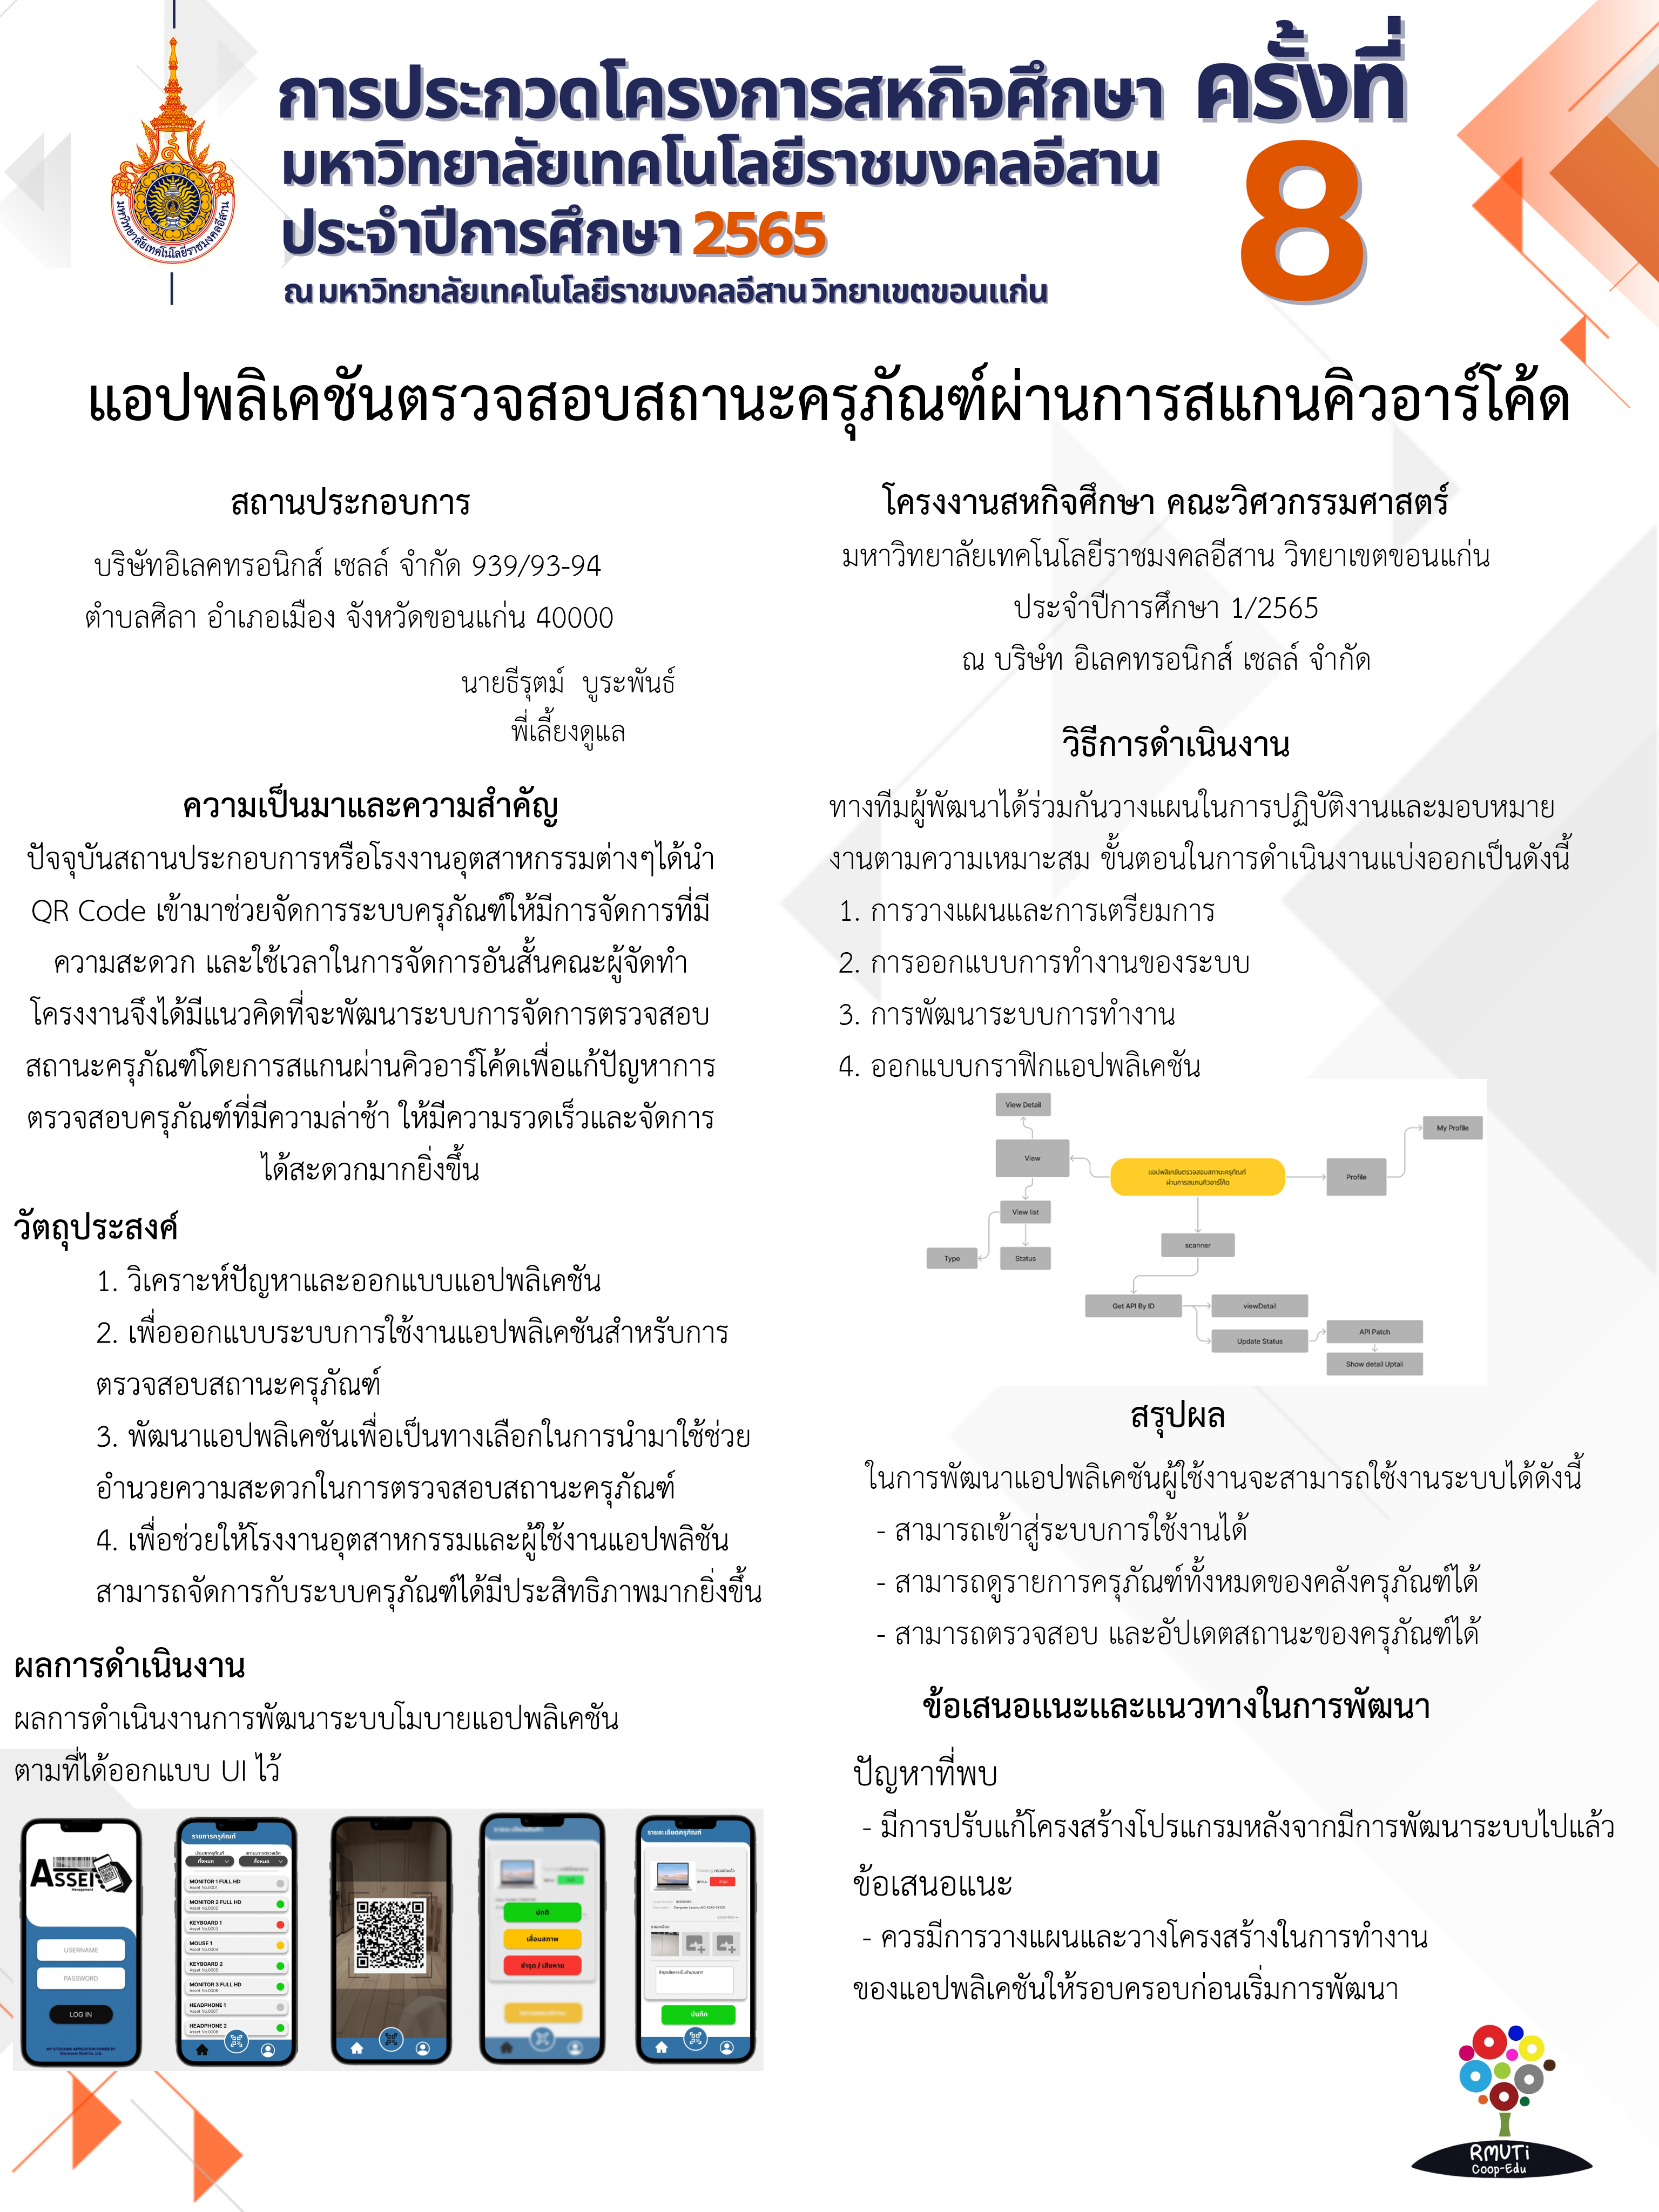 การประกวดโครงการสหกิจศึกษา ครั้งที่ 8
มหาวิทยาลัยเทคโนโลยีราชมงคลอีสาน
ประจำปีการศึกษา 2565
ณ มหาวิทยาลัยเทคโนโลยีราชมงคลอีสาน วิทยาเขตขอนแก่น
มหาวิทยาลัยเทคโนโลยีราชมงคลอีสาน
แอปพลิเคชันตรวจสอบสถานะครุภัณฑ์ผ่านการสแกนคิวอาร์โค้ด
สถานประกอบการ
บริษัทอิเลคทรอนิกส์ เซลล์ จำกัด 939/93-94
ตำบลศิลา อำเภอเมือง จังหวัดขอนแก่น 40000
นายธีรุตม์ บูระพันธ์
พี่เลี้ยงดูแล
ความเป็นมาและความสำคัญ
ปัจจุบันสถานประกอบการหรือโรงงานอุตสาหกรรมต่างๆได้นำ
QR Code เข้ามาช่วยจัดการระบบครุภัณฑ์ให้มีการจัดการที่มี
ความสะดวก และใช้เวลาในการจัดการอันสั้นคณะผู้จัดทำ
โครงงานจึงได้มีแนวคิดที่จะพัฒนาระบบการจัดการตรวจสอบ
สถานะครุภัณฑ์โดยการสแกนผ่านคิวอาร์โค้ดเพื่อแก้ปัญหาการ
ตรวจสอบครุภัณฑ์ที่มีความล่าช้า ให้มีความรวดเร็วและจัดการ
ได้สะดวกมากยิ่งขึ้น
วัตถุประสงค์
1. วิเคราะห์ปัญหาและออกแบบแอปพลิเคชัน
2. เพื่อออกแบบระบบการใช้งานแอปพลิเคชันสำหรับการ
ตรวจสอบสถานะครุภัณฑ์
3. พัฒนาแอปพลิเคชันเพื่อเป็นทางเลือกในการนำมาใช้ช่วย
อำนวยความสะดวกในการตรวจสอบสถานะครุภัณฑ์
4. เพื่อช่วยให้โรงงานอุตสาหกรรมและผู้ใช้งานแอปพลิชัน
สามารถจัดการกับระบบครุภัณฑ์ได้มีประสิทธิภาพมากยิ่งขึ้น
ผลการดำเนินงาน
ผลการดำเนินงานการพัฒนาระบบโมบายแอปพลิเคชัน
ตามที่ได้ออกแบบ UI ไว้
ASSET
Management
USERNAME
PASSWORD
LOG IN
รายการครุภัณฑ์
ทั้งหมด
ทั้งหมด
MONITOR 1 FULL HD
Asset No.0001
MONITOR 2 FULL HD
Asset No.0002
KEYBOARD 1
Asset No.0003
MOUSE 1
Asset No.0004
KEYBOARD 2
Asset No.0005
MONITOR 3 FULL HD
Asset No.0006
HEADPHONE 1
Asset No.0007
HEADPHONE 2
Asset No.0008
ปกติ
เสื่อมสภาพ
ชำรุด / เสียหาย
รายละเอียดครุภัณฑ์
บันทึก
โครงงานสหกิจศึกษา คณะวิศวกรรมศาสตร์
มหาวิทยาลัยเทคโนโลยีราชมงคลอีสาน วิทยาเขตขอนแก่น
ประจำปีการศึกษา 1/2565
ณ บริษํท อิเลคทรอนิกส์ เซลล์ จำกัด
วิธีการดำเนินงาน
ทางทีมผู้พัฒนาได้ร่วมกันวางแผนในการปฏิบัติงานและมอบหมาย
งานตามความเหมาะสม ขั้นตอนในการดำเนินงานแบ่งออกเป็นดังนี้
1. การวางแผนและการเตรียมการ
2. การออกแบบการทำงานของระบบ
3. การพัฒนาระบบการทำงาน
4. ออกแบบกราฟิกแอปพลิเคชัน
View Detail
My Profile
View
แอปพลิเคชันตรวจสอบสถานะครุภัณฑ์
ผ่านการสแกนคิวอาร์โค้ด
Profile
View list
scanner
Type
Status
Get API By ID
viewDetail
Update Status
API Patch
Show detail Uptail
สรุปผล
ในการพัฒนาแอปพลิเคชันผู้ใช้งานจะสามารถใช้งานระบบได้ดังนี้
- สามารถเข้าสู่ระบบการใช้งานได้
- สามารถดูรายการครุภัณฑ์ทั้งหมดของคลังครุภัณฑ์ได้
- สามารถตรวจสอบ และอัปเดตสถานะของครุภัณฑ์ได้
ข้อเสนอแนะและแนวทางในการพัฒนา
ปัญหาที่พบ
- มีการปรับแก้โครงสร้างโปรแกรมหลังจากมีการพัฒนาระบบไปแล้ว
ข้อเสนอแนะ
- ควรมีการวางแผนและวางโครงสร้างในการทำงาน
ของแอปพลิเคชันให้รอบครอบก่อนเริ่มการพัฒนา
RMUTi
Coop-Edu